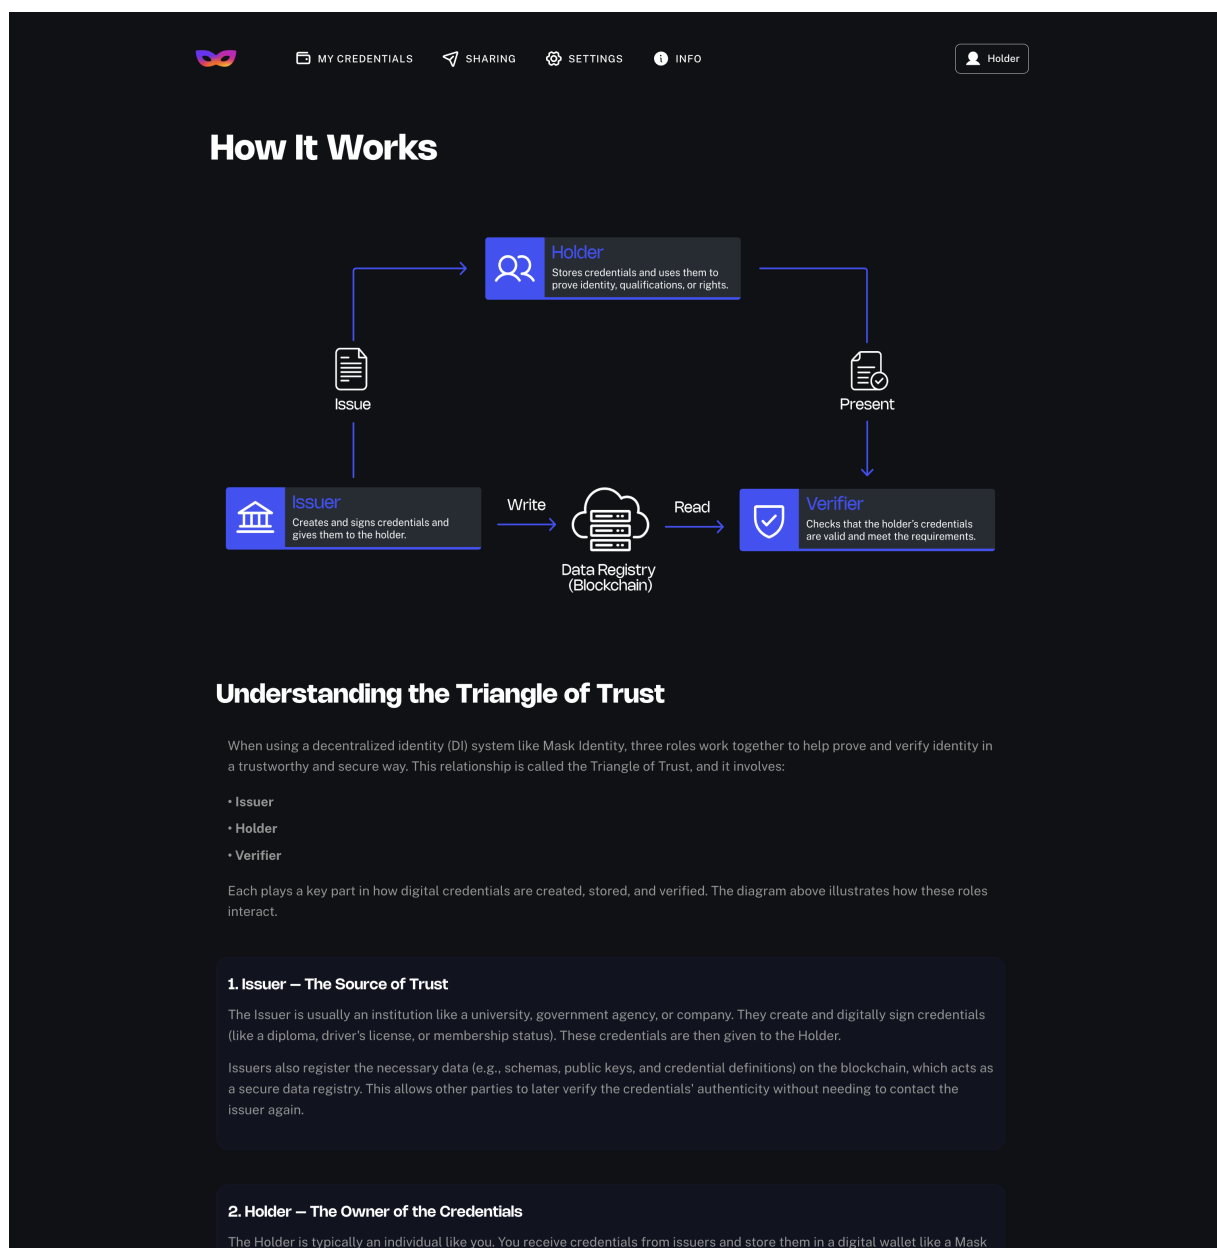 MY CREDENTIALS
SHARING
SETTINGS
INFO
Holder
How It Works
Holder
Stores credentials and uses them to
prove identity, qualifications, or rights.
Issue
Present
Issuer
Creates and signs credentials and
gives them to the holder.
Write
Read
Verifier
Checks that the holder's credentials
are valid and meet the requirements.
Data Registry
(Blockchain)
Understanding the Triangle of Trust
When using a decentralized identity (DI) system like Mask Identity, three roles work together to help prove and verify identity in
a trustworthy and secure way. This relationship is called the Triangle of Trust, and it involves:
• Issuer
• Holder
• Verifier
Each plays a key part in how digital credentials are created, stored, and verified. The diagram above illustrates how these roles
interact.
1. Issuer – The Source of Trust
The Issuer is usually an institution like a university, government agency, or company. They create and digitally sign credentials
(like a diploma, driver's license, or membership status). These credentials are then given to the Holder.
Issuers also register the necessary data (e.g., schemas, public keys, and credential definitions) on the blockchain, which acts as
a secure data registry. This allows other parties to later verify the credentials' authenticity without needing to contact the
issuer again.
2. Holder – The Owner of the Credentials
The Holder is typically an individual like you. You receive credentials from issuers and store them in a digital wallet like a Mask